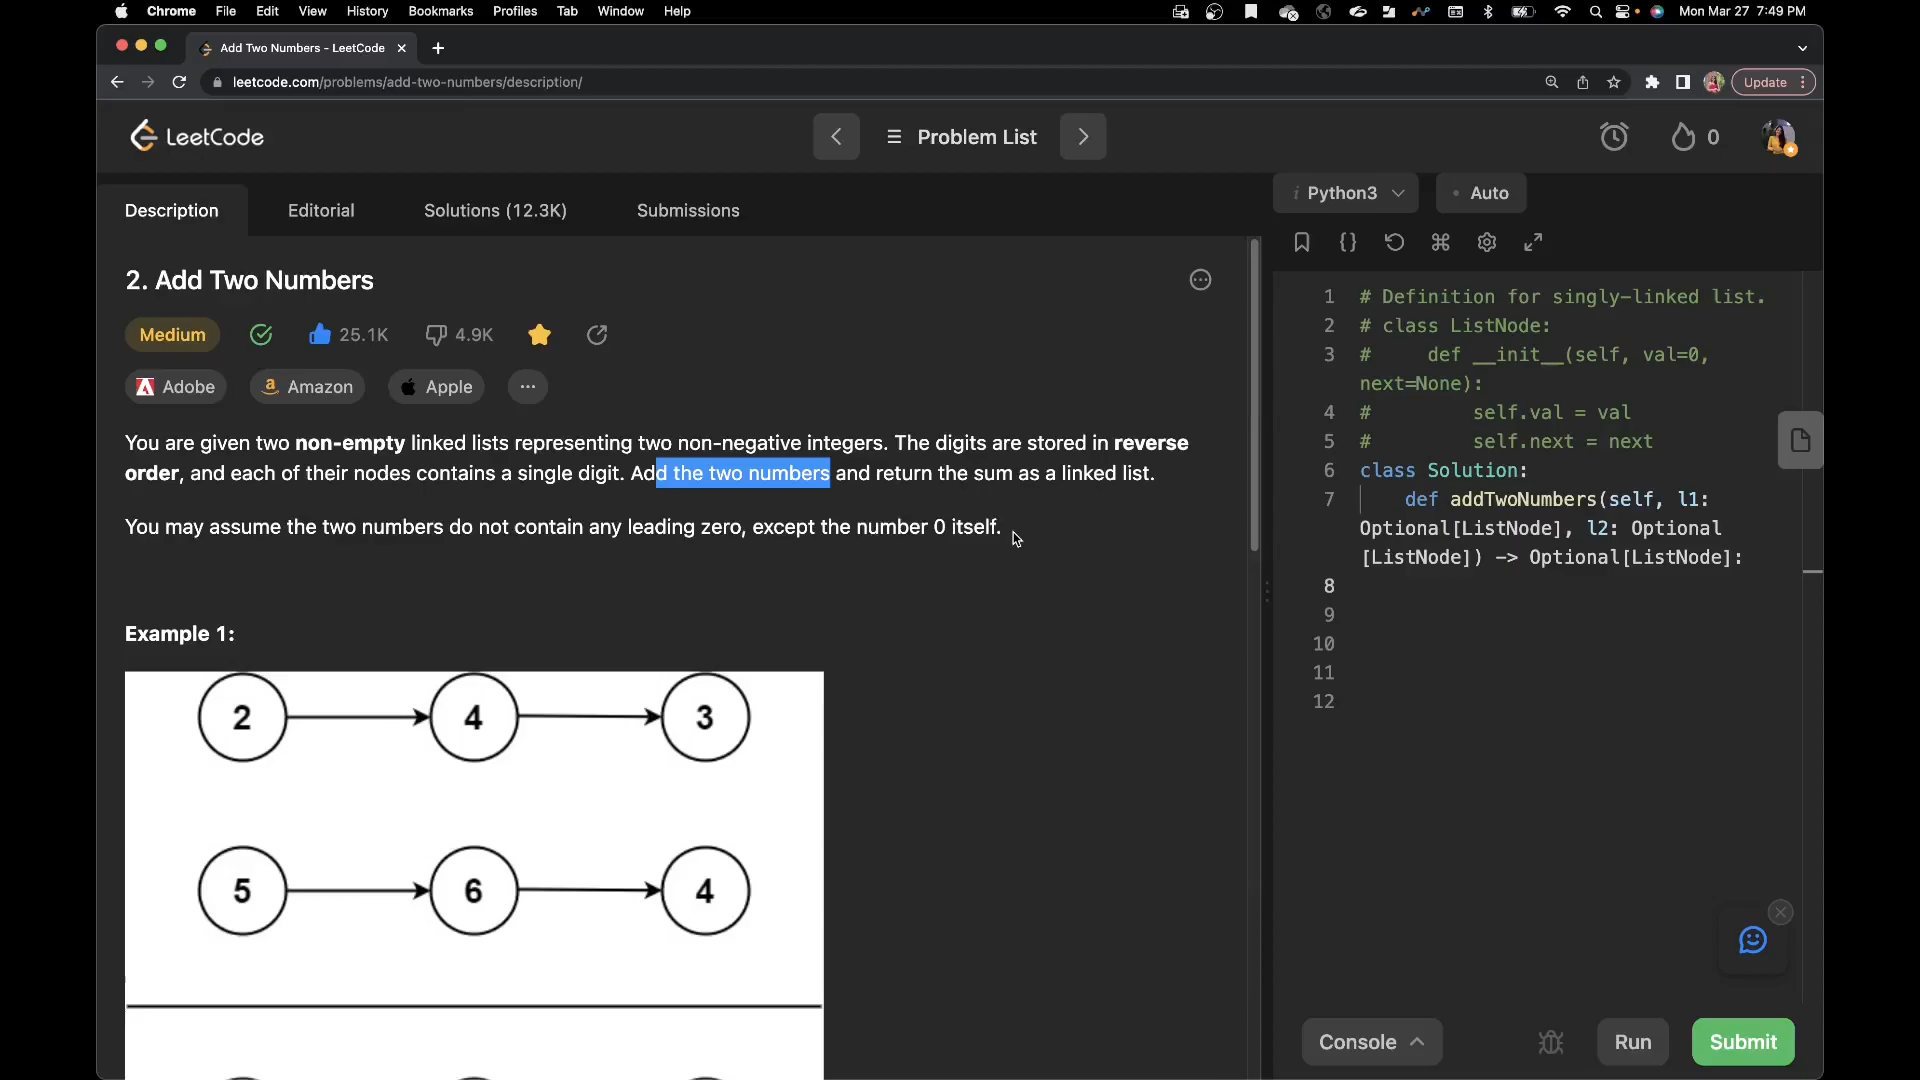 Chrome File Edit View History Bookmarks Profiles Tab Window Help Mon Mar 27 7:49 PM
Add Two Numbers - LeetCode
leetcode.com/problems/add-two-numbers/description/
Update
LeetCode
Problem List
0
Description Editorial Solutions (12.3K) Submissions
2. Add Two Numbers
Medium 25.1K 4.9K
Adobe Amazon Apple ...
You are given two non-empty linked lists representing two non-negative integers. The digits are stored in reverse
order, and each of their nodes contains a single digit. Add the two numbers and return the sum as a linked list.
You may assume the two numbers do not contain any leading zero, except the number 0 itself.
Example 1:
2 4 3
5 6 4
i Python3 • Auto
{}
1 # Definition for singly-linked list.
2 # class ListNode:
3 # def __init__(self, val=0,
next=None):
4 # self.val = val
5 # self.next = next
6 class Solution:
7 def addTwoNumbers(self, l1:
Optional[ListNode], l2: Optional
[ListNode]) -> Optional[ListNode]:
8
9
10
11
12
Console Run Submit